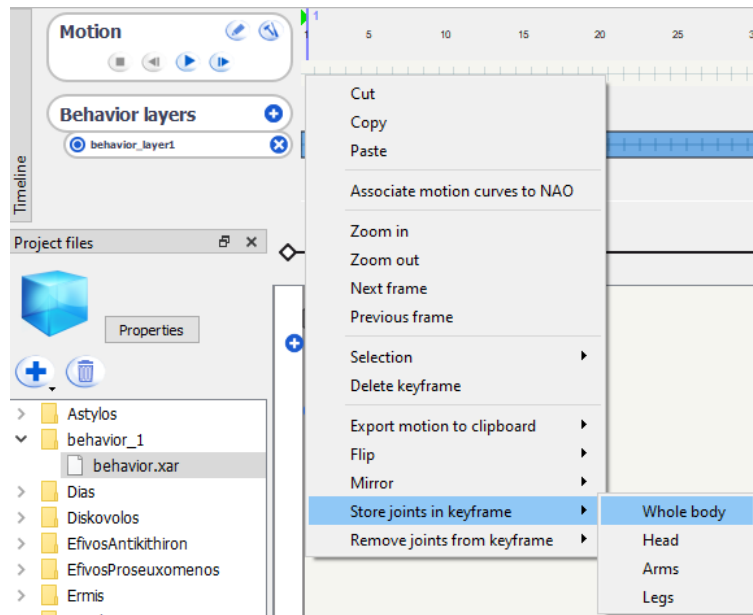 Motion
1
1 5 10 15 20 25
Behavior layers
behavior_layer1
Timeline
Cut
Copy
Paste
Associate motion curves to NAO
Zoom in
Zoom out
Next frame
Previous frame
Selection
Delete keyframe
Export motion to clipboard
Flip
Mirror
Store joints in keyframe
Remove joints from keyframe
Whole body
Head
Arms
Legs
Project files
Properties
Astylos
behavior_1
behavior.xar
Dias
Diskovolos
EfivosAntikithiron
EfivosProseuxomenos
Ermis